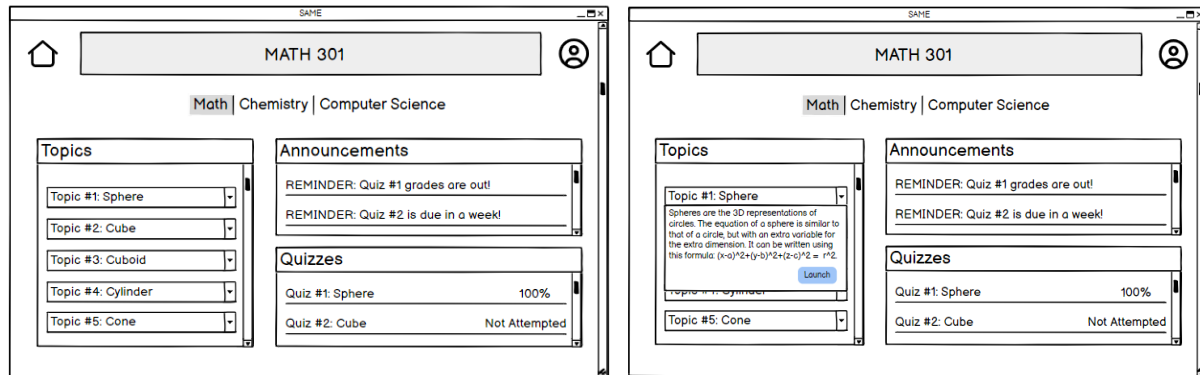 SAME
MATH 301
Math | Chemistry | Computer Science
Topics
Topic #1: Sphere
Topic #2: Cube
Topic #3: Cuboid
Topic #4: Cylinder
Topic #5: Cone
Announcements
REMINDER: Quiz #1 grades are out!
REMINDER: Quiz #2 is due in a week!
Quizzes
Quiz #1: Sphere 100%
Quiz #2: Cube Not Attempted
SAME
MATH 301
Math | Chemistry | Computer Science
Topics
Topic #1: Sphere
Spheres are the 3D representations of
circles. The equation of a sphere is similar to
that of a circle, but with an extra variable for
the extra dimension. It can be written using
this formula: (x-a)^2+(y-b)^2+(z-c)^2 = r^2.
Launch
Topic #5: Cone
Announcements
REMINDER: Quiz #1 grades are out!
REMINDER: Quiz #2 is due in a week!
Quizzes
Quiz #1: Sphere 100%
Quiz #2: Cube Not Attempted